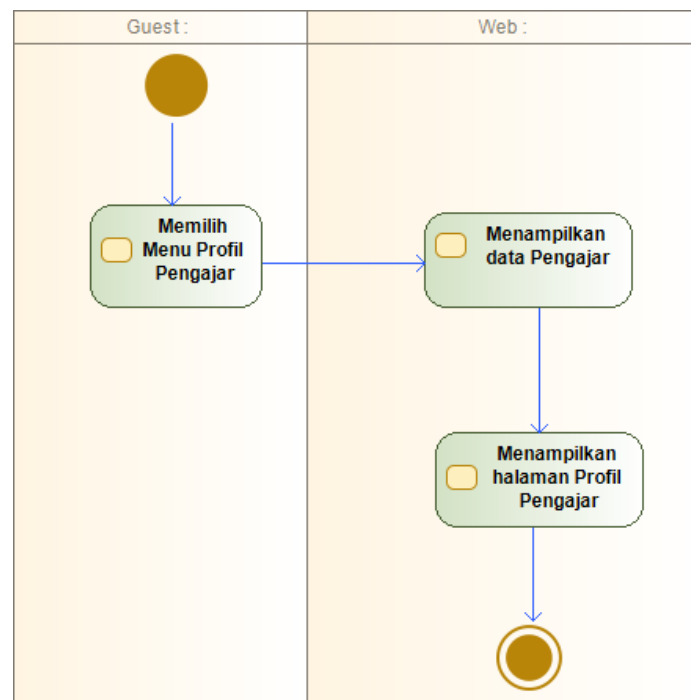 Guest :
Web :
Memilih
Menu Profil
Pengajar
Menampilkan
data Pengajar
Menampilkan
halaman Profil
Pengajar